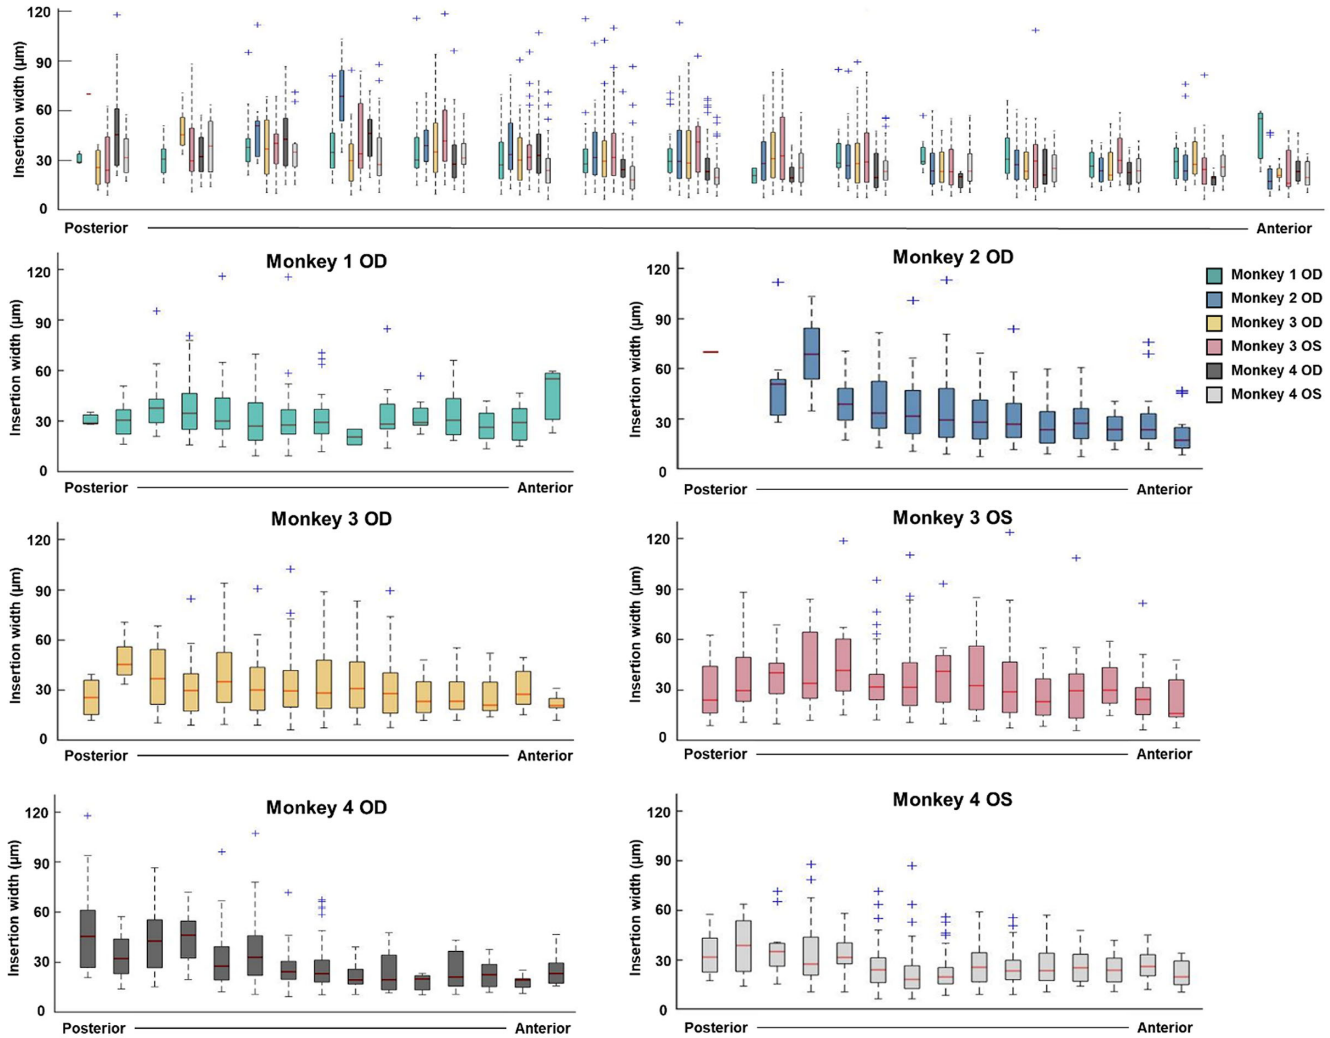 Insertion width (µm)
120
90
60
30
0
Posterior
Anterior
Monkey 1 OD
Insertion width (µm)
120
90
60
30
0
Posterior
Anterior
Monkey 2 OD
Insertion width (µm)
120
90
60
30
0
Posterior
Anterior
Monkey 1 OD
Monkey 2 OD
Monkey 3 OD
Monkey 3 OS
Monkey 4 OD
Monkey 4 OS
Monkey 3 OD
Insertion width (µm)
120
90
60
30
0
Posterior
Anterior
Monkey 3 OS
Insertion width (µm)
120
90
60
30
0
Posterior
Anterior
Monkey 4 OD
Insertion width (µm)
120
90
60
30
0
Posterior
Anterior
Monkey 4 OS
Insertion width (µm)
120
90
60
30
0
Posterior
Anterior